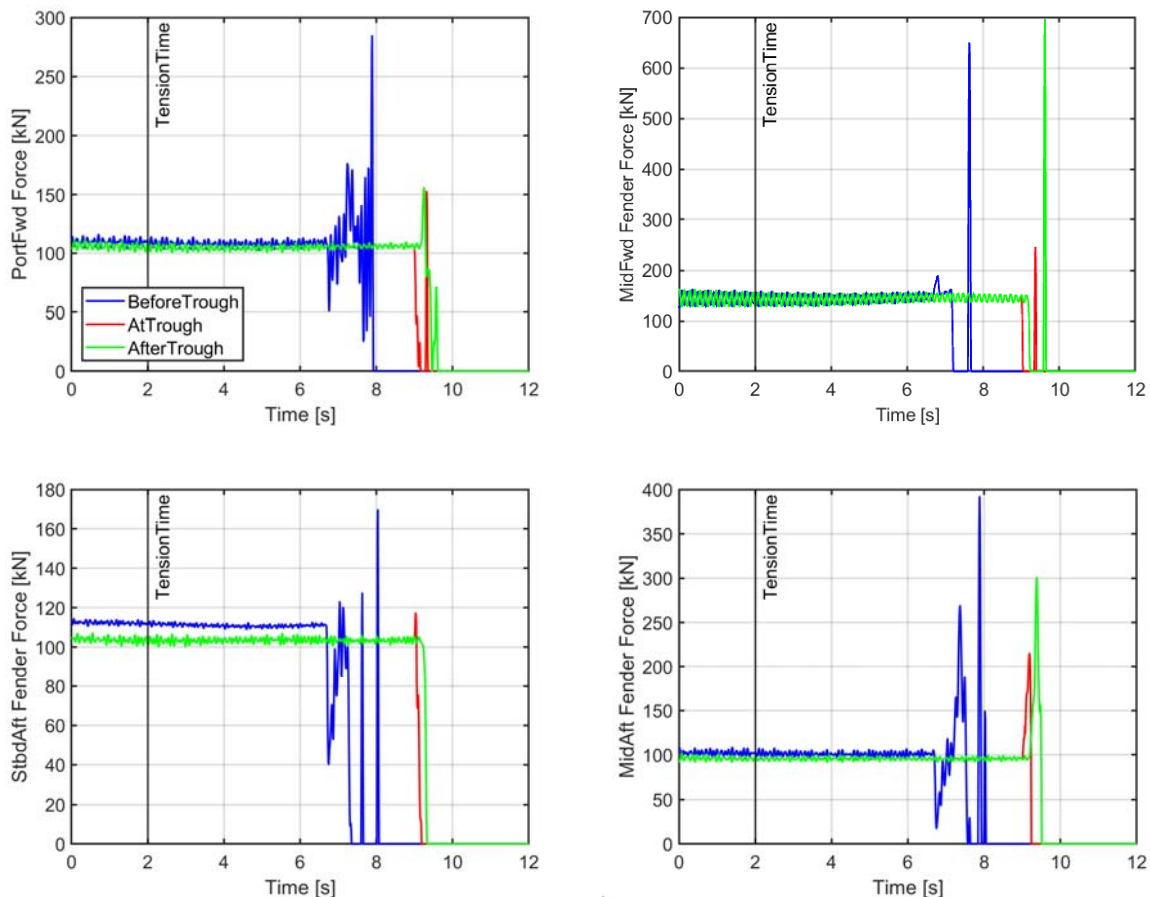 300
250
200
150
100
50
0
PortFwd Force [kN]
TensionTime
BeforeTrough
AtTrough
AfterTrough
0 2 4 6 8 10 12
Time [s]
700
600
500
400
300
200
100
0
MidFwd Fender Force [kN]
TensionTime
0 2 4 6 8 10 12
Time [s]
180
160
140
120
100
80
60
40
20
0
StbdAft Fender Force [kN]
TensionTime
0 2 4 6 8 10 12
Time [s]
400
350
300
250
200
150
100
50
0
MidAft Fender Force [kN]
TensionTime
0 2 4 6 8 10 12
Time [s]